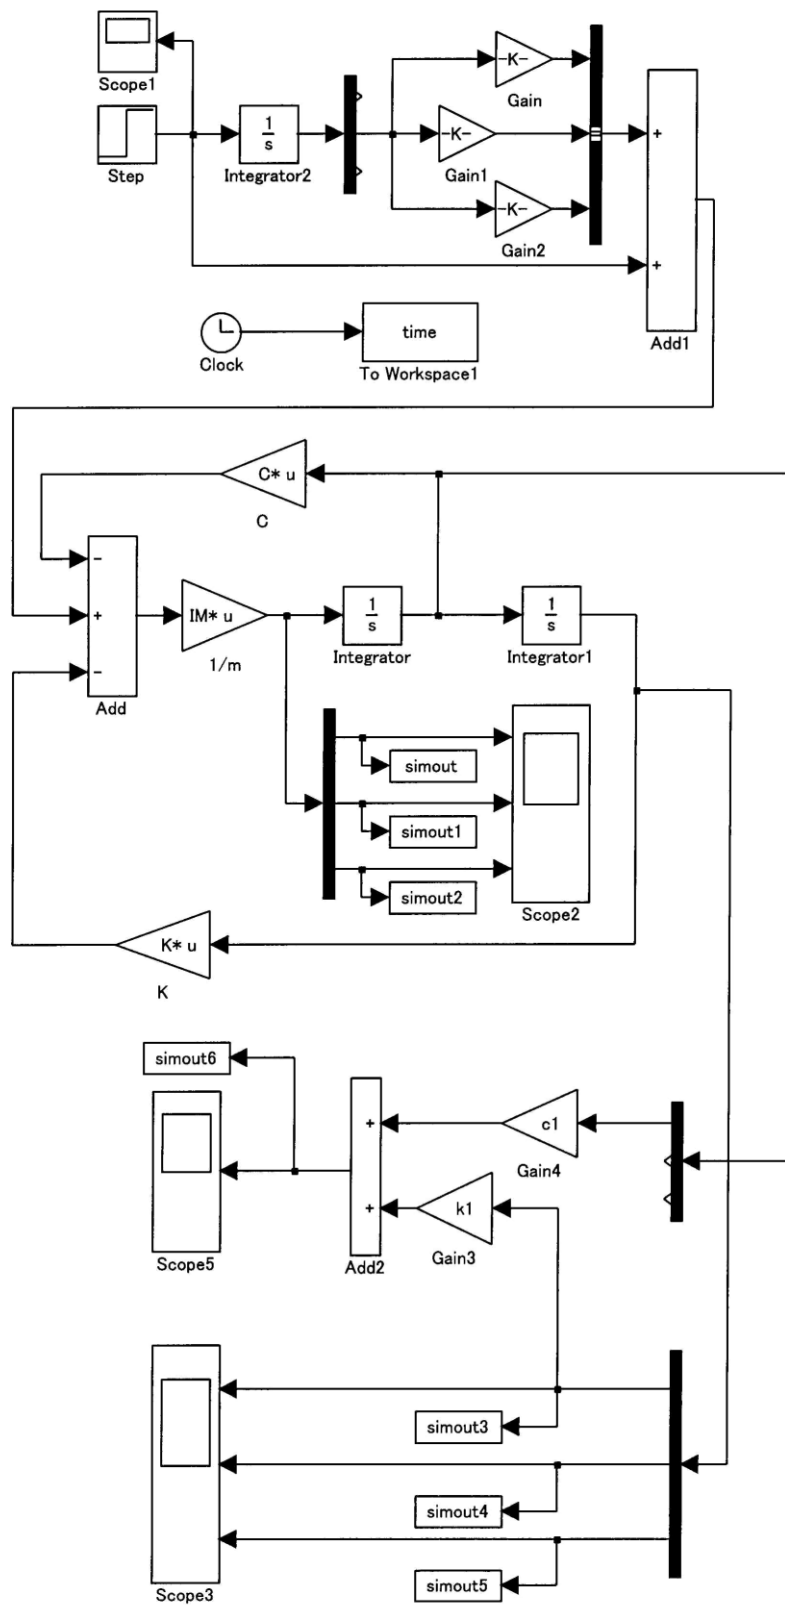 Scope1
Step
1
s
Integrator2
-K-
Gain
-K-
Gain1
-K-
Gain2
+
+
Add1
Clock
time
To Workspace1
C* u
C
-
+
-
Add
IM* u
1/m
1
s
Integrator
1
s
Integrator1
simout
simout1
simout2
Scope2
K* u
K
simout6
Scope5
+
+
Add2
c1
Gain4
k1
Gain3
Scope3
simout3
simout4
simout5